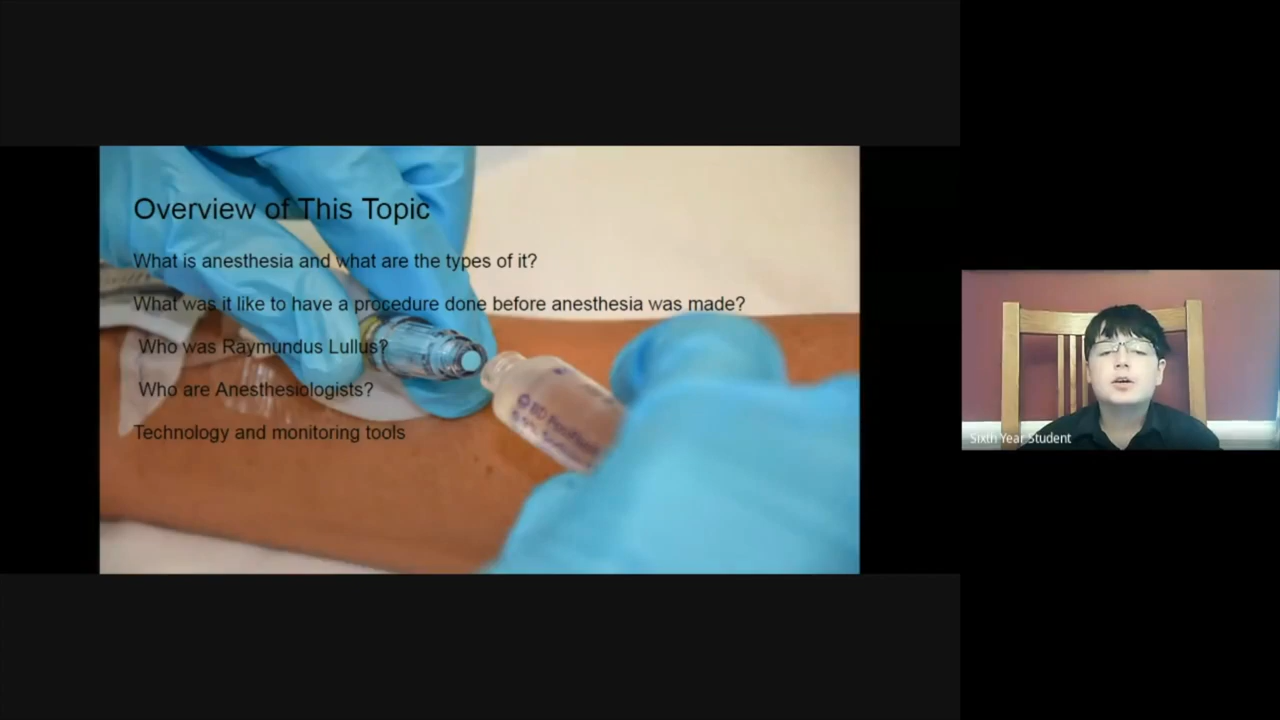 Overview of This Topic
What is anesthesia and what are the types of it?
What was it like to have a procedure done before anesthesia was made?
Who was Raymundus Lullus?
Who are Anesthesiologists?
Technology and monitoring tools
BD
Sixth Year Student